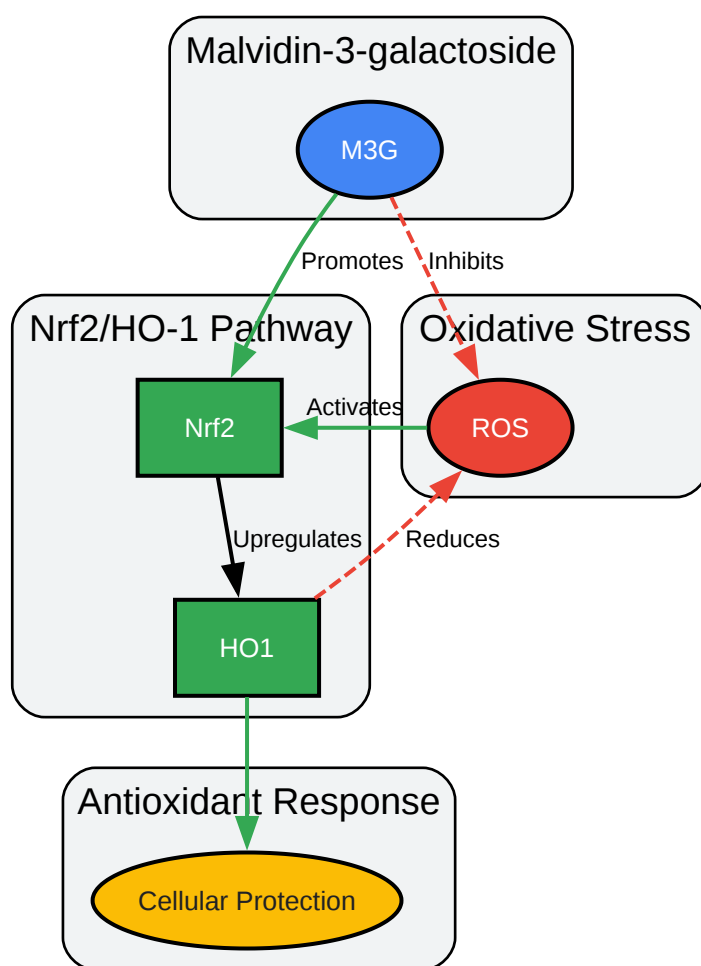 Malvidin-3-galactoside
M3G
Promotes
Inhibits
Nrf2/HO-1 Pathway
Oxidative Stress
Nrf2
Activates
ROS
Upregulates
Reduces
HO1
Antioxidant Response
Cellular Protection